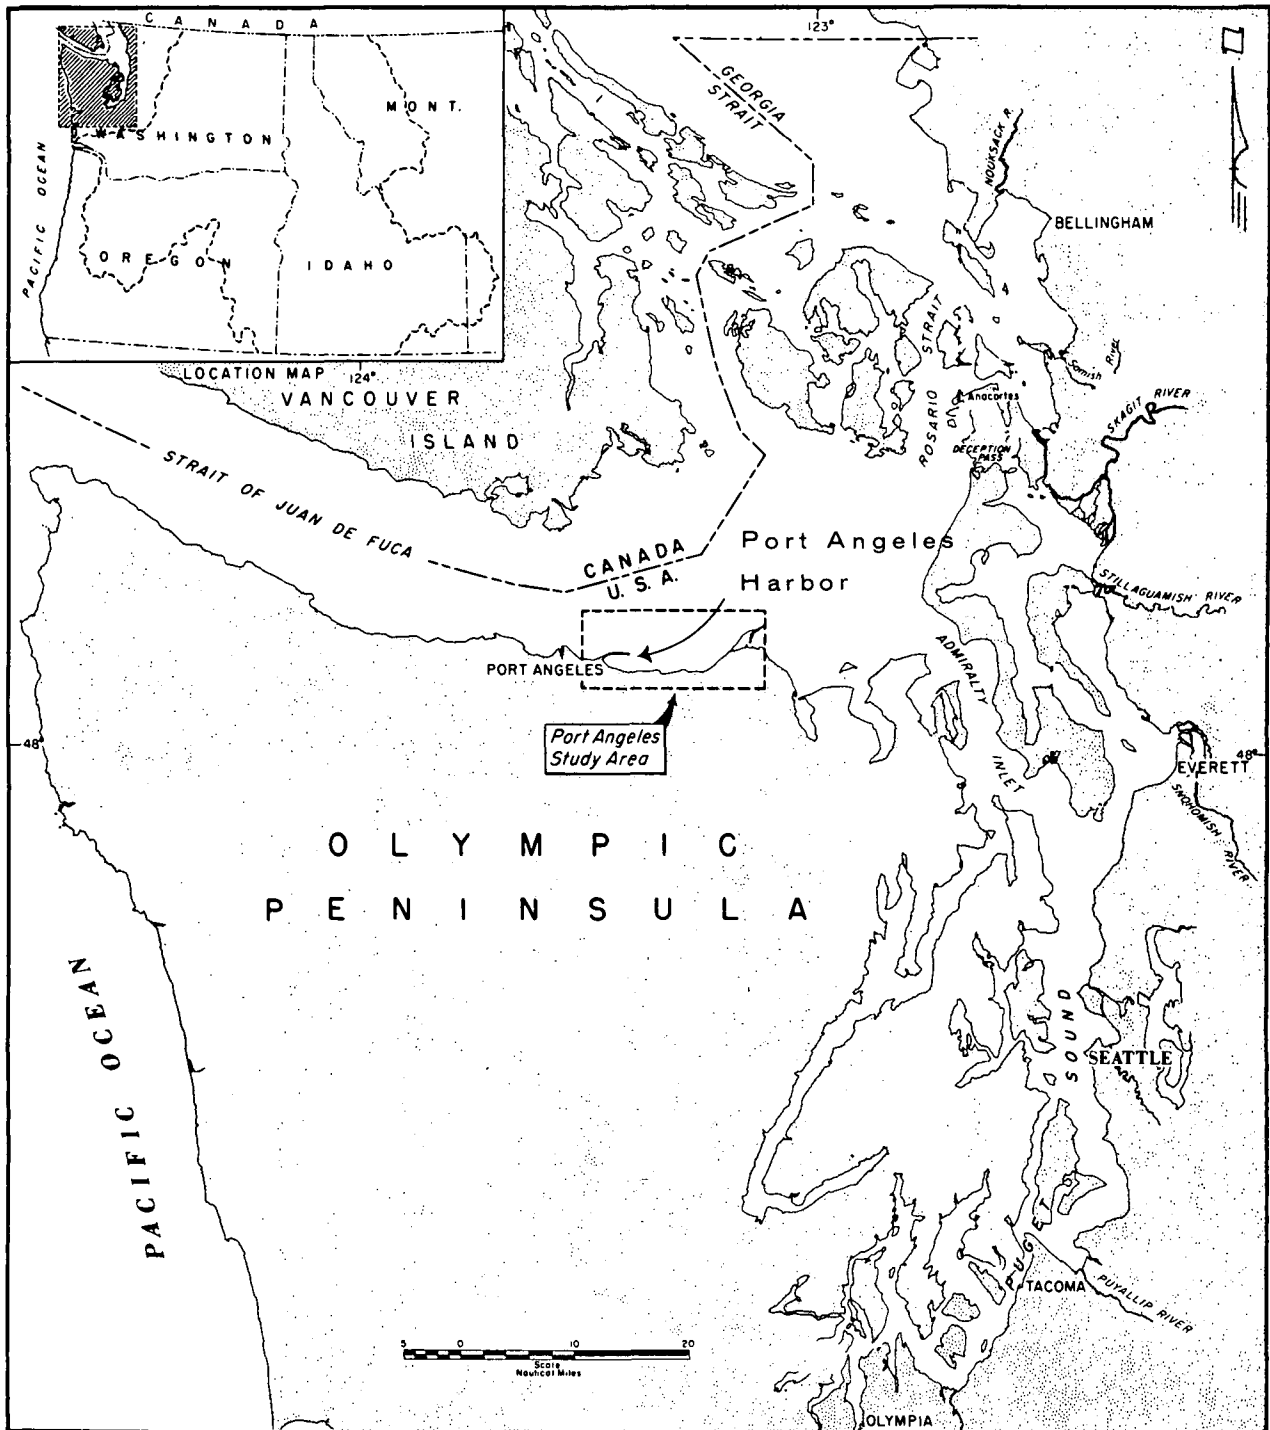 CANADA
MONT.
WASHINGTON
PACIFIC OCEAN
OREGON
IDAHO
LOCATION MAP
124°
123°
GEORGIA
STRAIT
NOOKSACK R.
BELLINGHAM
VANCOUVER
ISLAND
STRAIT OF JUAN DE FUCA
ROSARIO STRAIT
Samish River
Anacortes
SKAGIT RIVER
DECEPTION
PASS
CANADA
U.S.A.
Port Angeles
Harbor
STILLAGUAMISH RIVER
PORT ANGELES
ADMIRALTY
INLET
Port Angeles
Study Area
48°
48°
EVERETT
SNOHOMISH RIVER
OLYMPIC
PENINSULA
PACIFIC OCEAN
PUGET SOUND
SEATTLE
TACOMA
PUYALLIP RIVER
5 0 10 20
Scale
Nautical Miles
OLYMPIA